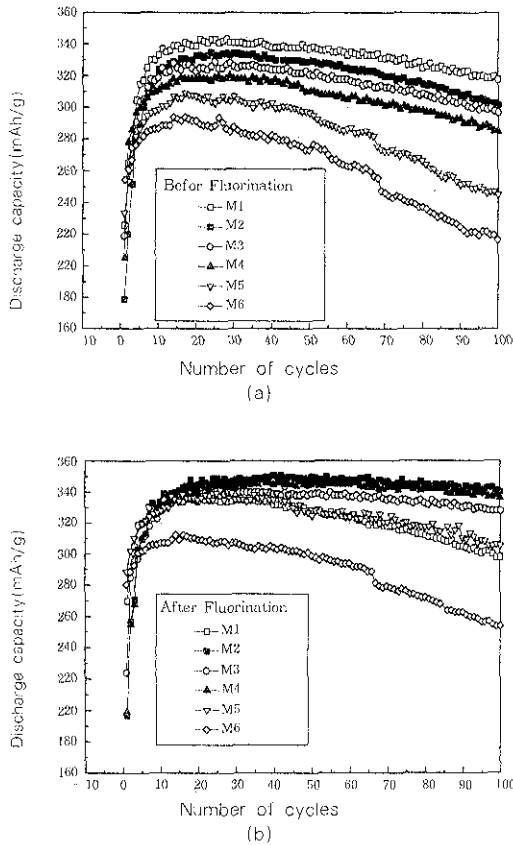 360
340
320
300
280
260
240
220
200
180
160
Discharge capacity(mAh/g)
Befor Fluorination
M1
M2
M3
M4
M5
M6
10 0 10 20 30 40 50 60 70 80 90 100
Number of cycles
(a)
360
340
320
300
280
260
240
220
200
180
160
Discharge capacity(mAh/g)
After Fluorination
M1
M2
M3
M4
M5
M6
-10 0 10 20 30 40 50 60 70 80 90 100
Number of cycles
(b)